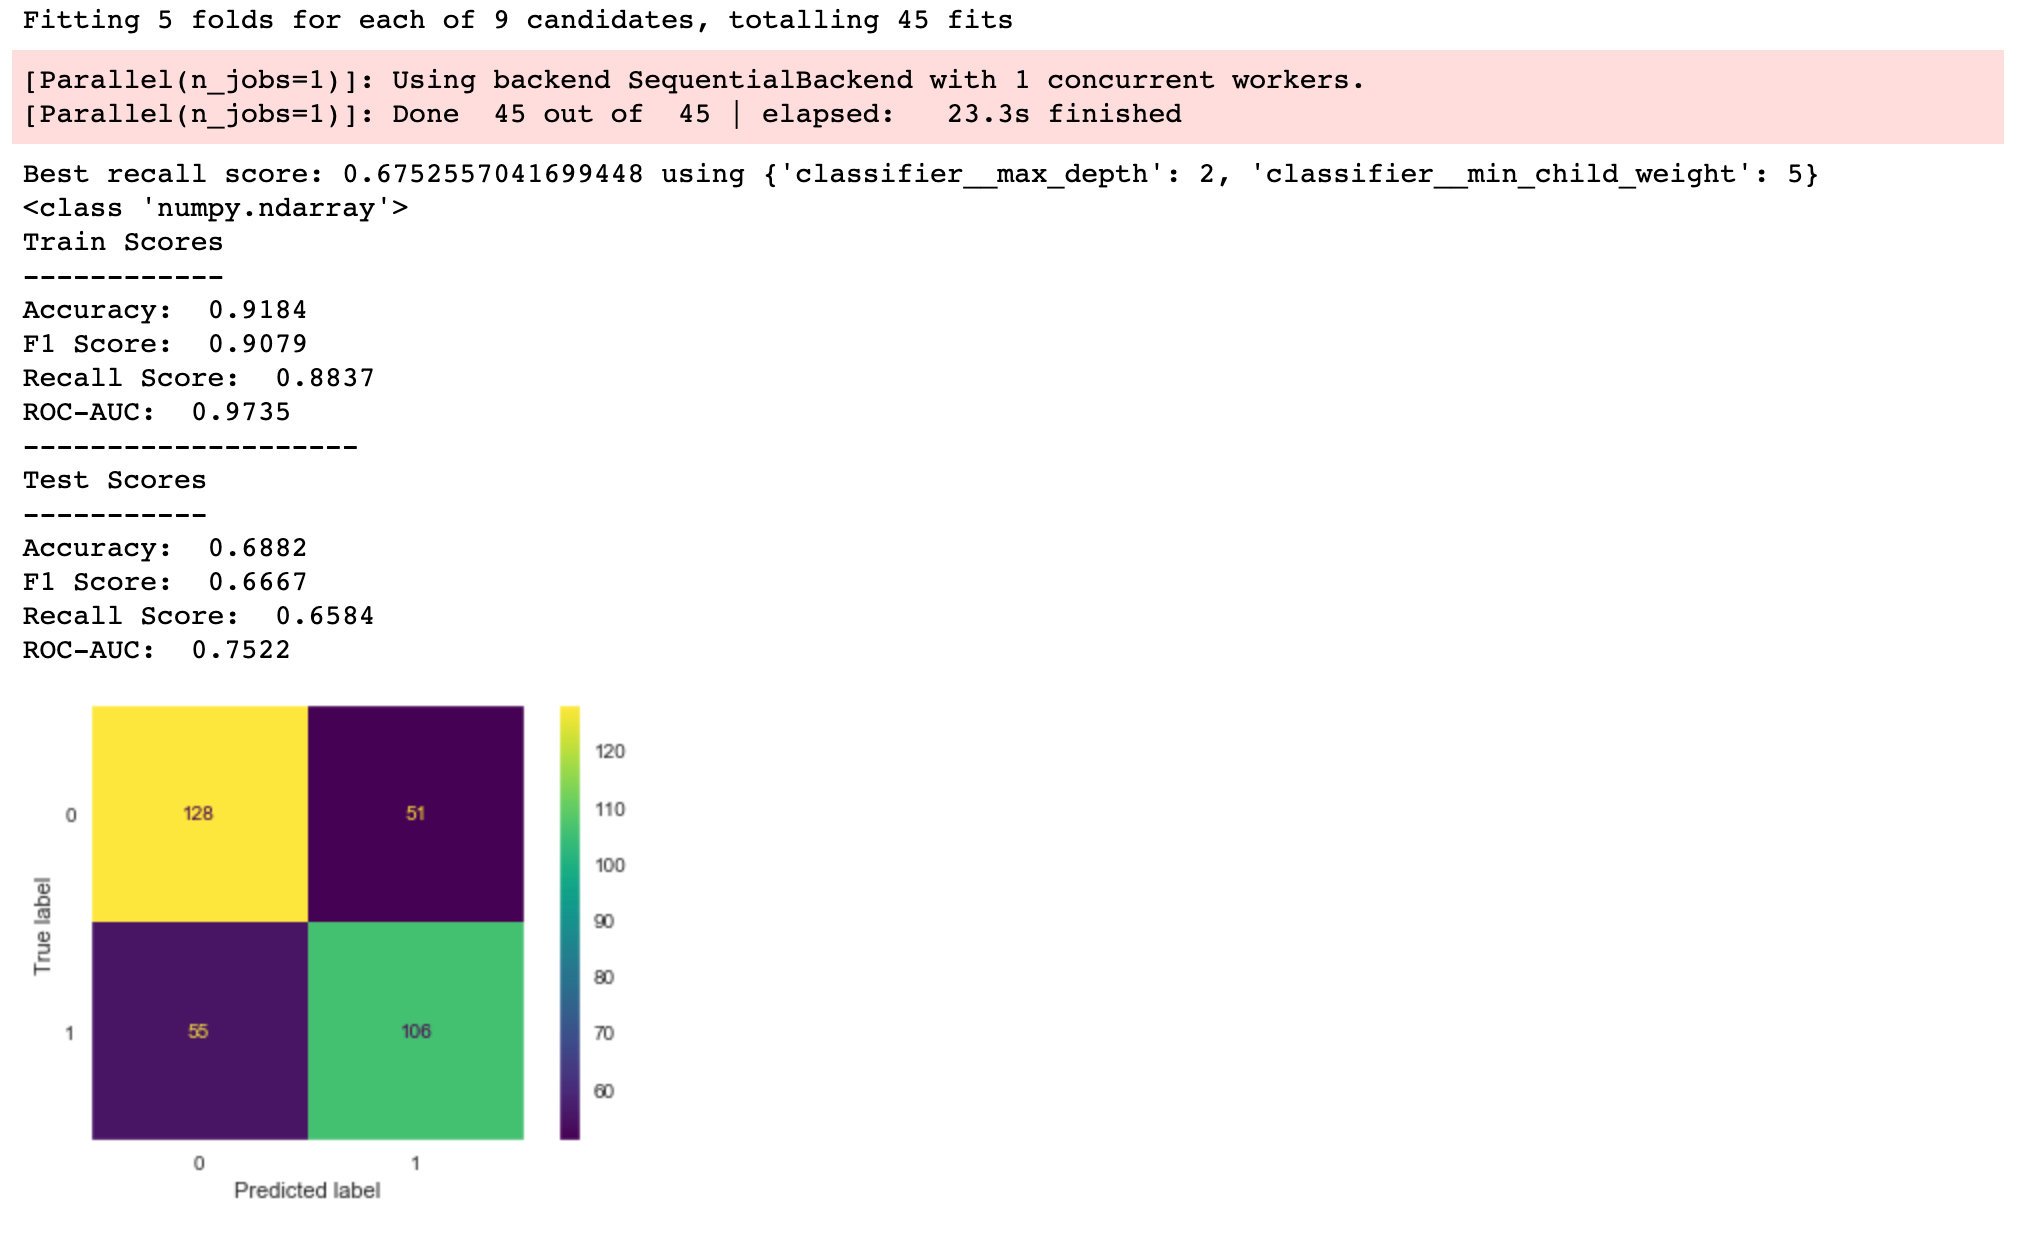 Fitting 5 folds for each of 9 candidates, totalling 45 fits
[Parallel(n_jobs=1)]: Using backend SequentialBackend with 1 concurrent workers.
[Parallel(n_jobs=1)]: Done  45 out of  45 | elapsed:   23.3s finished
Best recall score: 0.6752557041699448 using {'classifier__max_depth': 2, 'classifier__min_child_weight': 5}
<class 'numpy.ndarray'>
Train Scores
------------
Accuracy:  0.9184
F1 Score:  0.9079
Recall Score:  0.8837
ROC-AUC:  0.9735
--------------------
Test Scores
-----------
Accuracy:  0.6882
F1 Score:  0.6667
Recall Score:  0.6584
ROC-AUC:  0.7522
120
0 128 51 110
100
True label
90
80
1 55 106 70
60
0 1
Predicted label